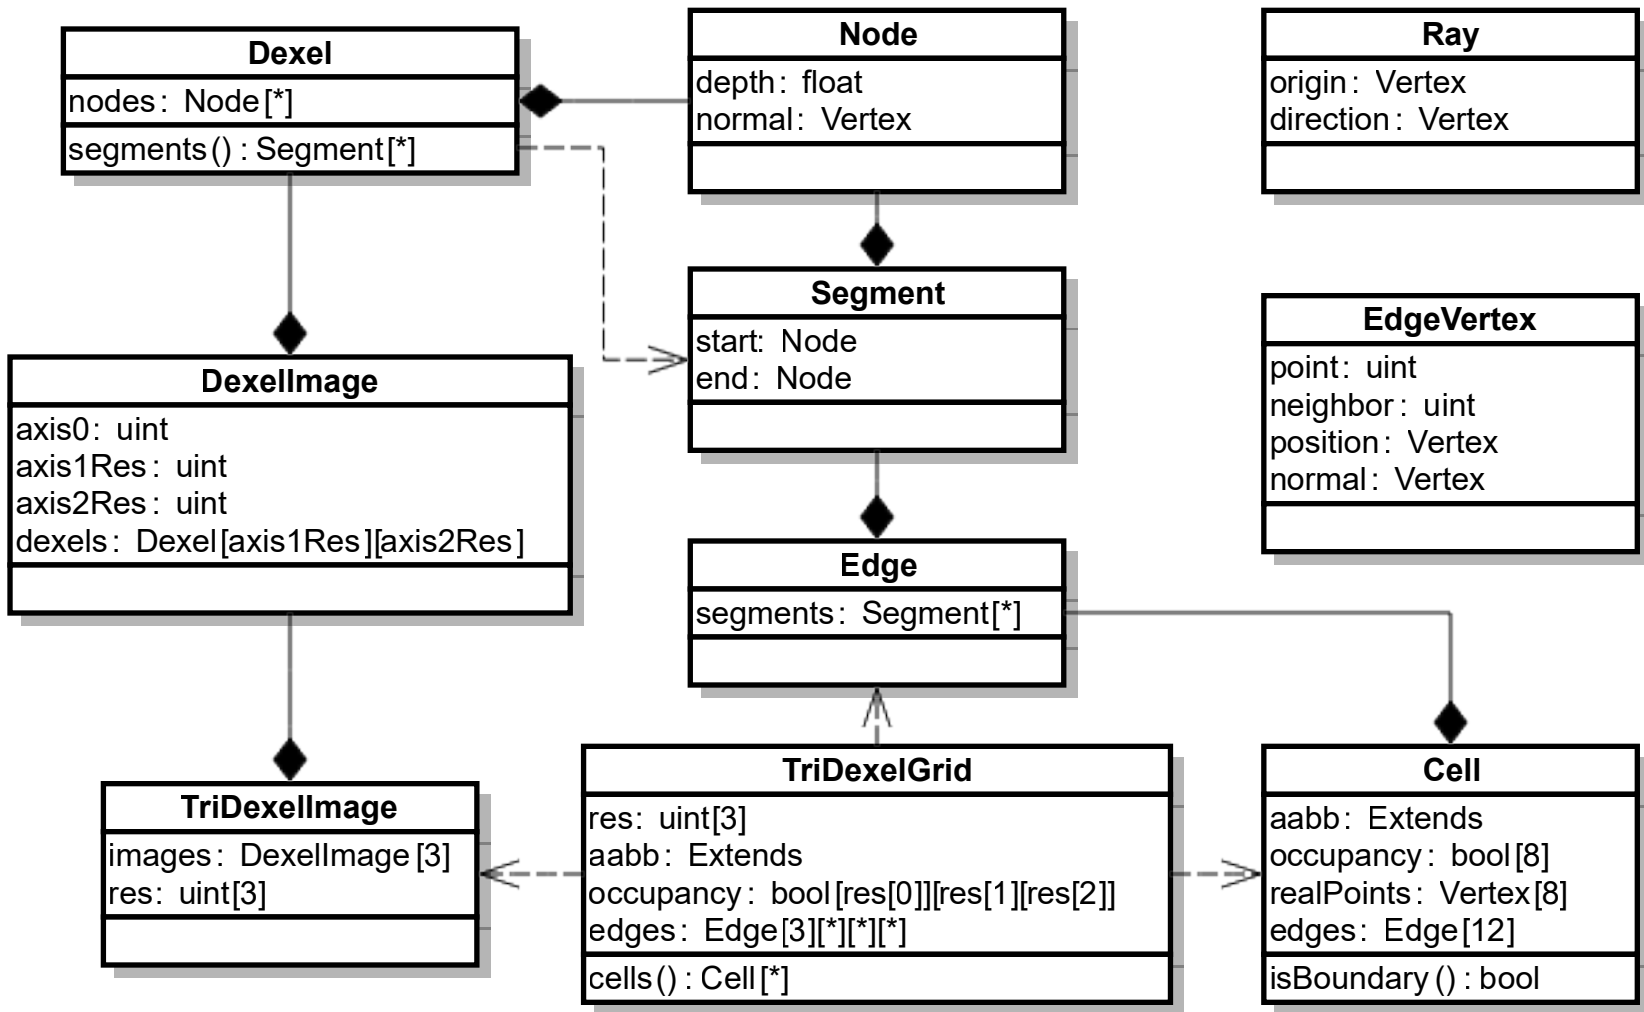 Dexel
nodes: Node[*]
segments() : Segment[*]
Node
depth: float
normal: Vertex
Ray
origin: Vertex
direction: Vertex
Segment
start: Node
end: Node
EdgeVertex
point: uint
neighbor: uint
position: Vertex
normal: Vertex
DexelImage
axis0: uint
axis1Res: uint
axis2Res: uint
dexels: Dexel[axis1Res][axis2Res]
Edge
segments: Segment[*]
TriDexelImage
images: DexelImage[3]
res: uint[3]
TriDexelGrid
res: uint[3]
aabb: Extends
occupancy: bool[res[0]][res[1][res[2]]
edges: Edge[3][*][*][*]
cells() : Cell[*]
Cell
aabb: Extends
occupancy: bool[8]
realPoints: Vertex[8]
edges: Edge[12]
isBoundary() : bool